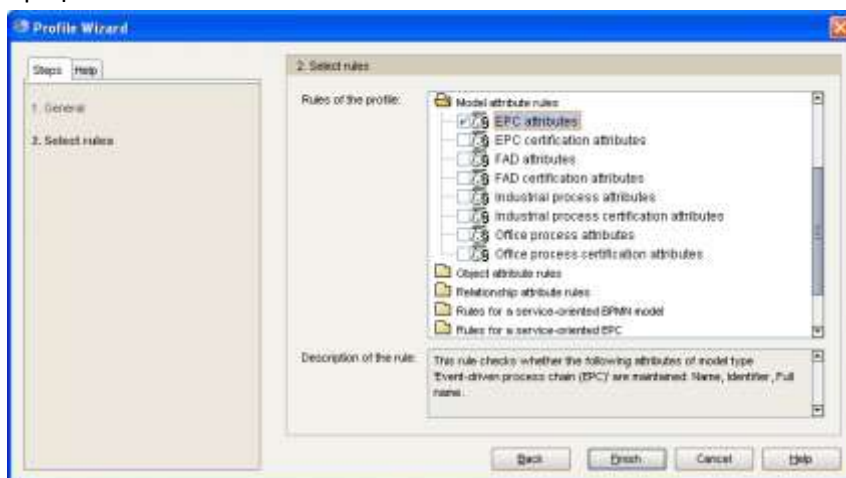 Profile Wizard
Steps Help
1. General
2. Select rules
2. Select rules
Rules of the profile:
Model attribute rules
EPC attributes
EPC certification attributes
FAD attributes
FAD certification attributes
Industrial process attributes
Industrial process certification attributes
Office process attributes
Office process certification attributes
Object attribute rules
Relationship attribute rules
Rules for a service-oriented BPMN model
Rules for a service-oriented EPC
Description of the rule:
This rule checks whether the following attributes of model type
'Event-driven process chain (EPC)' are maintained: Name, Identifier, Full
name.
Back Finish Cancel Help